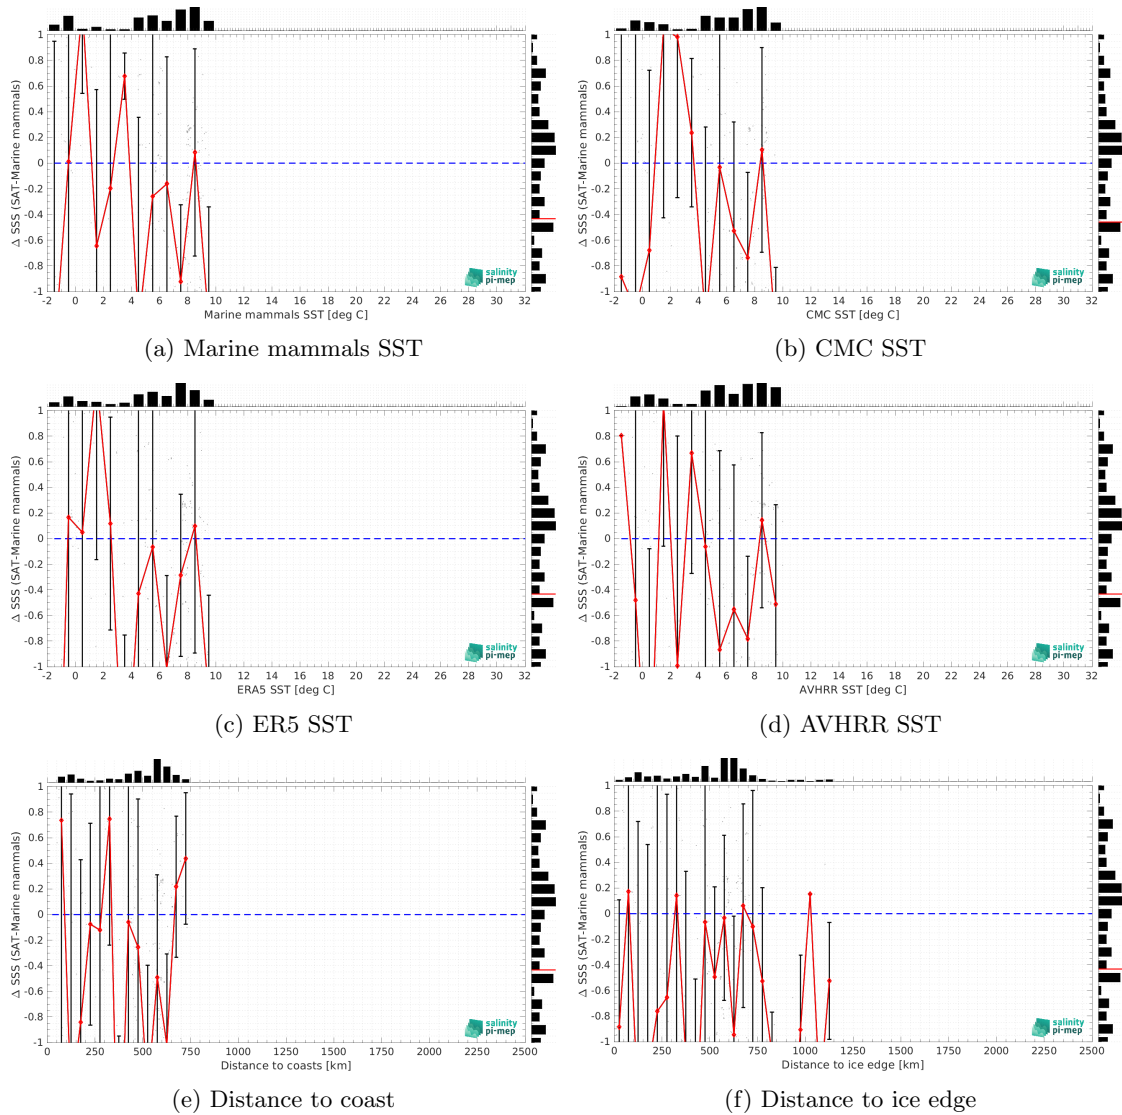 1
0.8
0.6
0.4
0.2
0
-0.2
-0.4
-0.6
-0.8
-1
Δ SSS (SAT-Marine mammals)
-2 0 2 4 6 8 10 12 14 16 18 20 22 24 26 28 30 32
Marine mammals SST [deg C]
salinity
pi-mep
(a) Marine mammals SST
1
0.8
0.6
0.4
0.2
0
-0.2
-0.4
-0.6
-0.8
-1
Δ SSS (SAT-Marine mammals)
-2 0 2 4 6 8 10 12 14 16 18 20 22 24 26 28 30 32
CMC SST [deg C]
salinity
pi-mep
(b) CMC SST
1
0.8
0.6
0.4
0.2
0
-0.2
-0.4
-0.6
-0.8
-1
Δ SSS (SAT-Marine mammals)
-2 0 2 4 6 8 10 12 14 16 18 20 22 24 26 28 30 32
ERA5 SST [deg C]
salinity
pi-mep
(c) ER5 SST
1
0.8
0.6
0.4
0.2
0
-0.2
-0.4
-0.6
-0.8
-1
Δ SSS (SAT-Marine mammals)
-2 0 2 4 6 8 10 12 14 16 18 20 22 24 26 28 30 32
AVHRR SST [deg C]
salinity
pi-mep
(d) AVHRR SST
1
0.8
0.6
0.4
0.2
0
-0.2
-0.4
-0.6
-0.8
-1
Δ SSS (SAT-Marine mammals)
0 250 500 750 1000 1250 1500 1750 2000 2250 2500
Distance to coasts [km]
salinity
pi-mep
(e) Distance to coast
1
0.8
0.6
0.4
0.2
0
-0.2
-0.4
-0.6
-0.8
-1
Δ SSS (SAT-Marine mammals)
0 250 500 750 1000 1250 1500 1750 2000 2250 2500
Distance to ice edge [km]
salinity
pi-mep
(f) Distance to ice edge